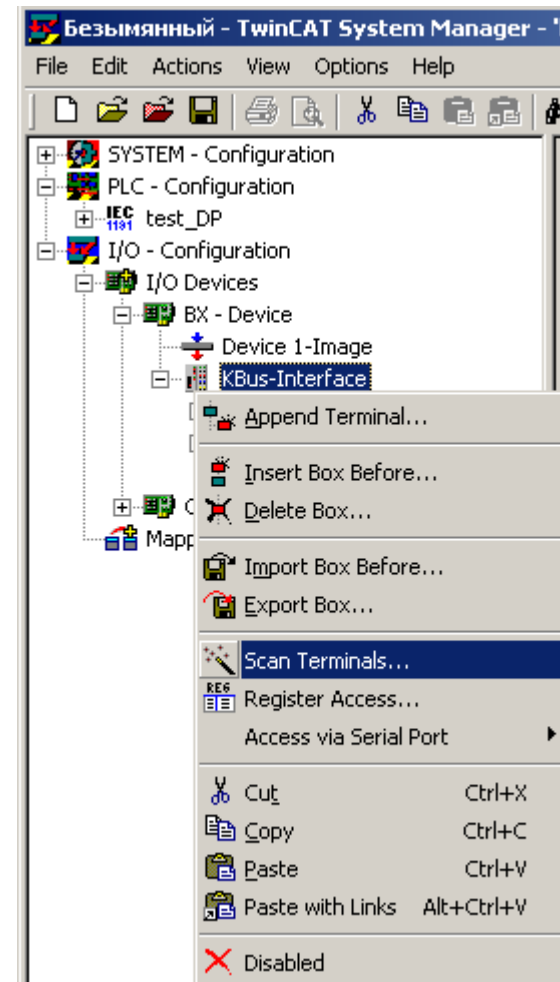 Безымянный - TwinCAT System Manager - '
File Edit Actions View Options Help
SYSTEM - Configuration
PLC - Configuration
IEC 1131 test_DP
I/O - Configuration
I/O Devices
BX - Device
Device 1-Image
KBus-Interface
Append Terminal...
Insert Box Before...
Delete Box...
Mapp
Import Box Before...
Export Box...
Scan Terminals...
REG Register Access...
Access via Serial Port
Cut Ctrl+X
Copy Ctrl+C
Paste Ctrl+V
Paste with Links Alt+Ctrl+V
Disabled